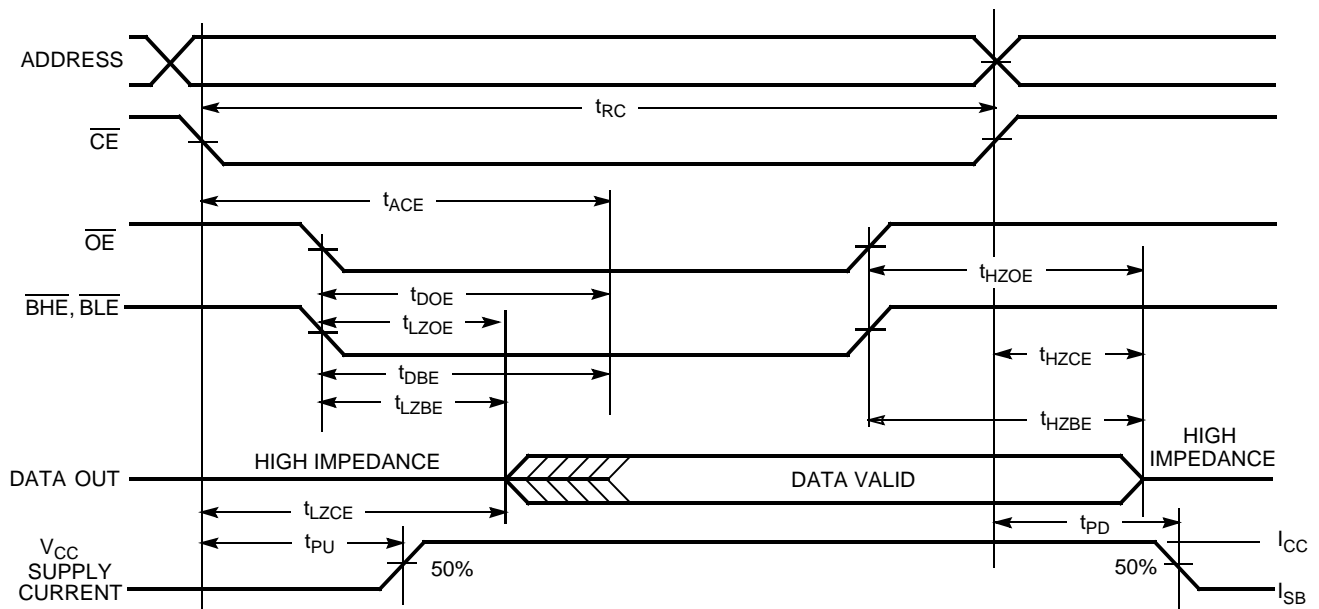 ADDRESS
tRC
CE
tACE
OE
tHZOE
tDOE
BHE, BLE
tLZOE
tHZCE
tDBE
tLZBE
tHZBE
HIGH IMPEDANCE
HIGH
IMPEDANCE
DATA OUT
DATA VALID
tLZCE
tPD
tPU
VCC
SUPPLY
CURRENT
50%
50%
ICC
ISB